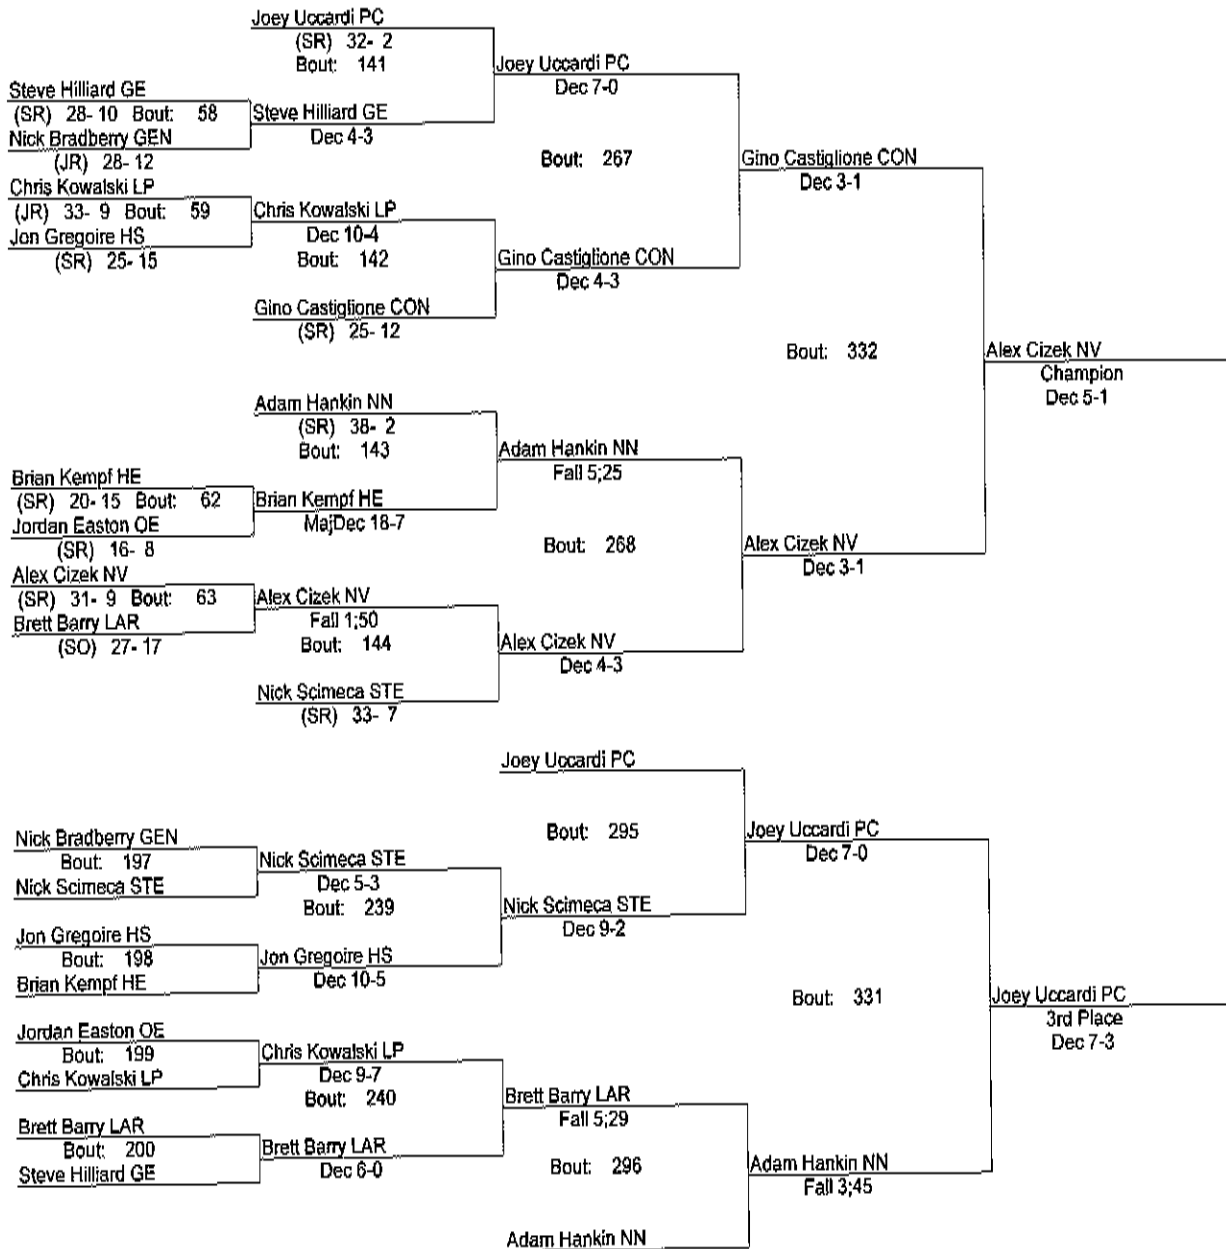 Joey Uccardi PC
(SR) 32- 2
Bout: 141
Joey Uccardi PC
Dec 7-0
Steve Hilliard GE
(SR) 28- 10 Bout: 58
Steve Hilliard GE
Dec 4-3
Nick Bradberry GEN
(JR) 28- 12
Bout: 267
Gino Castiglione CON
Dec 3-1
Chris Kowalski LP
(JR) 33- 9 Bout: 59
Chris Kowalski LP
Dec 10-4
Bout: 142
Jon Gregoire HS
(SR) 25- 15
Gino Castiglione CON
Dec 4-3
Gino Castiglione CON
(SR) 25- 12
Bout: 332
Alex Cizek NV
Champion
Dec 5-1
Adam Hankin NN
(SR) 38- 2
Bout: 143
Adam Hankin NN
Fall 5;25
Brian Kempf HE
(SR) 20- 15 Bout: 62
Brian Kempf HE
MajDec 18-7
Jordan Easton OE
(SR) 16- 8
Bout: 268
Alex Cizek NV
Dec 3-1
Alex Cizek NV
(SR) 31- 9 Bout: 63
Alex Cizek NV
Fall 1;50
Bout: 144
Brett Barry LAR
(SO) 27- 17
Alex Cizek NV
Dec 4-3
Nick Scimeca STE
(SR) 33- 7
Joey Uccardi PC
Bout: 295
Joey Uccardi PC
Dec 7-0
Nick Bradberry GEN
Bout: 197
Nick Scimeca STE
Nick Scimeca STE
Dec 5-3
Bout: 239
Nick Scimeca STE
Dec 9-2
Jon Gregoire HS
Bout: 198
Brian Kempf HE
Jon Gregoire HS
Dec 10-5
Bout: 331
Joey Uccardi PC
3rd Place
Dec 7-3
Jordan Easton OE
Bout: 199
Chris Kowalski LP
Chris Kowalski LP
Dec 9-7
Bout: 240
Brett Barry LAR
Fall 5;29
Brett Barry LAR
Bout: 200
Steve Hilliard GE
Brett Barry LAR
Dec 6-0
Bout: 296
Adam Hankin NN
Fall 3;45
Adam Hankin NN